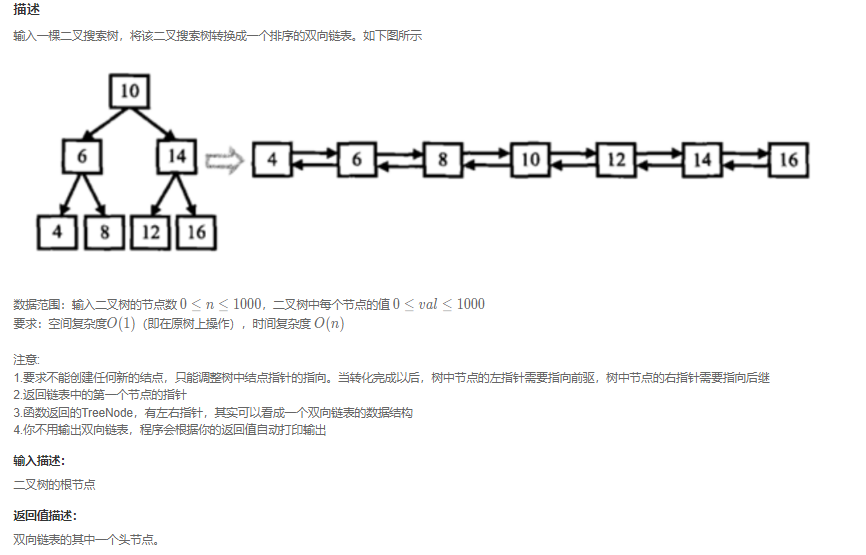 描述
输入一棵二叉搜索树，将该二叉搜索树转换成一个排序的双向链表。如下图所示
10
6 14 4 6 8 10 12 14 16
4 8 12 16
数据范围：输入二叉树的节点数 0 ≤ n ≤ 1000，二叉树中每个节点的值 0 ≤ val ≤ 1000
要求：空间复杂度O(1)（即在原树上操作），时间复杂度 O(n)
注意:
1.要求不能创建任何新的结点，只能调整树中结点指针的指向。当转化完成以后，树中节点的左指针需要指向前驱，树中节点的右指针需要指向后继
2.返回链表中的第一个节点的指针
3.函数返回的TreeNode，有左右指针，其实可以看成一个双向链表的数据结构
4.你不用输出双向链表，程序会根据你的返回值自动打印输出
输入描述：
二叉树的根节点
返回值描述：
双向链表的其中一个头节点。